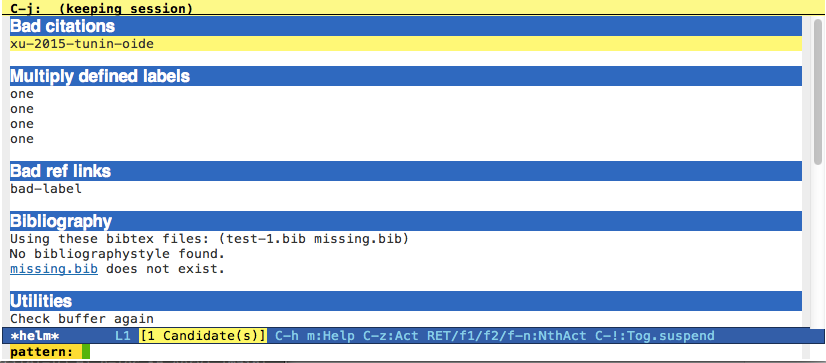 C-j:  (keeping session)
Bad citations
xu-2015-tunin-oide
Multiply defined labels
one
one
one
one
Bad ref links
bad-label
Bibliography
Using these bibtex files: (test-1.bib missing.bib)
No bibliographystyle found.
missing.bib does not exist.
Utilities
Check buffer again
*helm*       L1 [1 Candidate(s)] C-h m:Help C-z:Act RET/f1/f2/f-n:NthAct C-!:Tog.suspend
pattern: